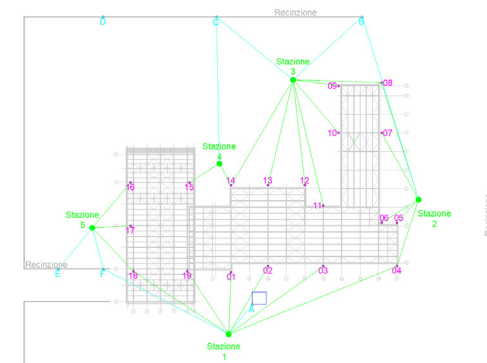 Recinzione
D
C
B
Stazione
3
09
08
10
07
Stazione
4
14
13
12
16
15
11
Stazione
5
17
06
05
Stazione
2
Recinzione
E
F
18
19
01
02
03
04
A
Stazione
1